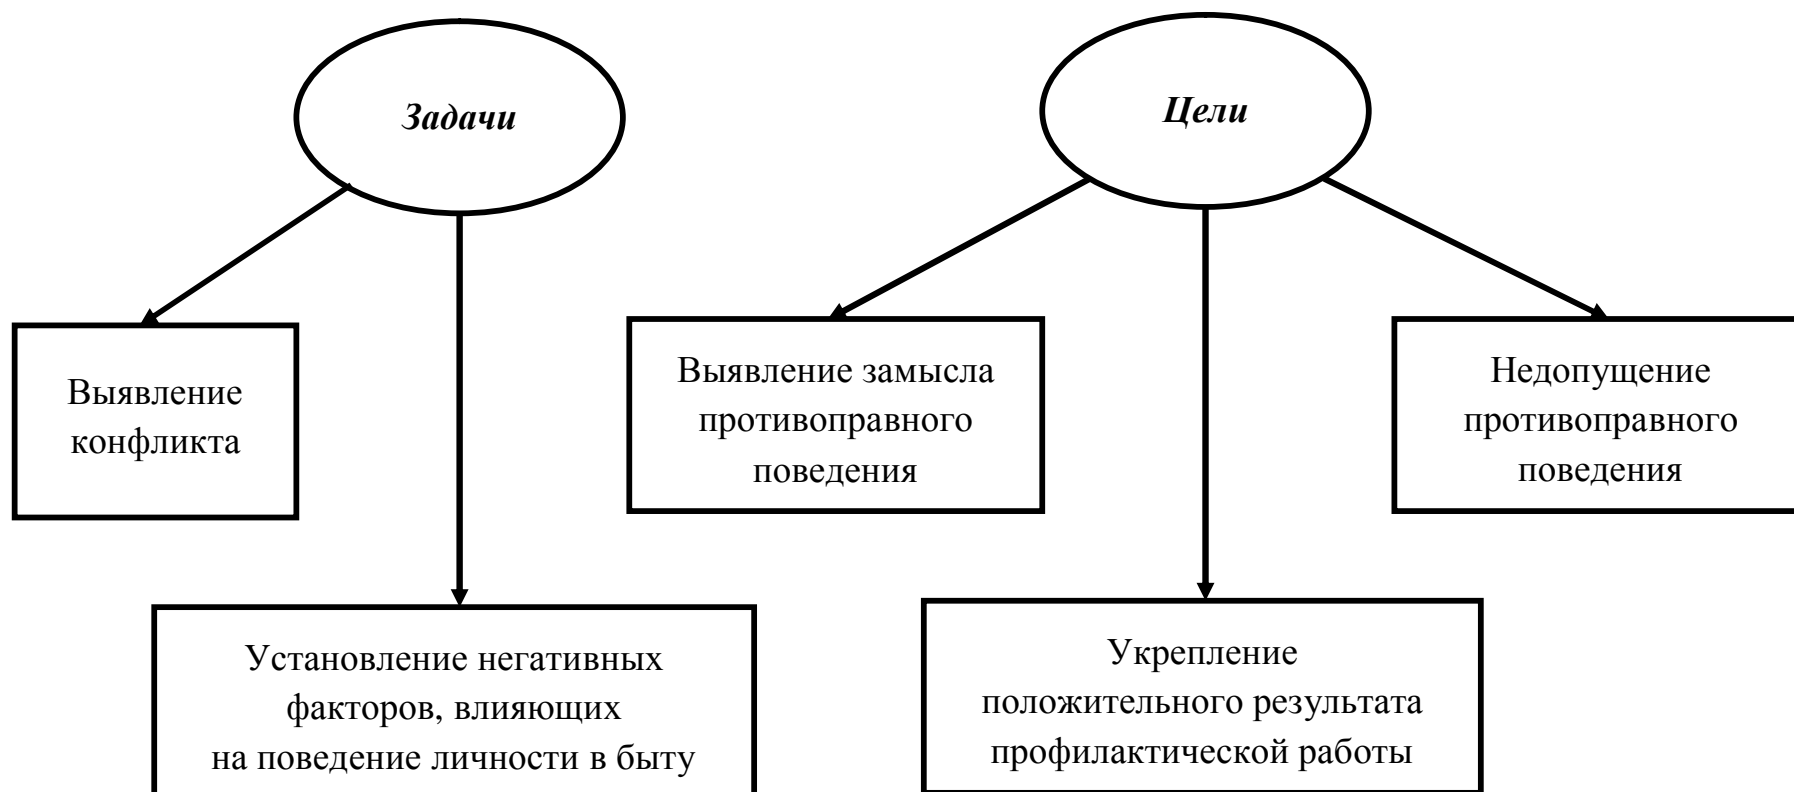 Задачи
Цели
Выявление
конфликта
Выявление замысла
противоправного
поведения
Недопущение
противоправного
поведения
Установление негативных
факторов, влияющих
на поведение личности в быту
Укрепление
положительного результата
профилактической работы